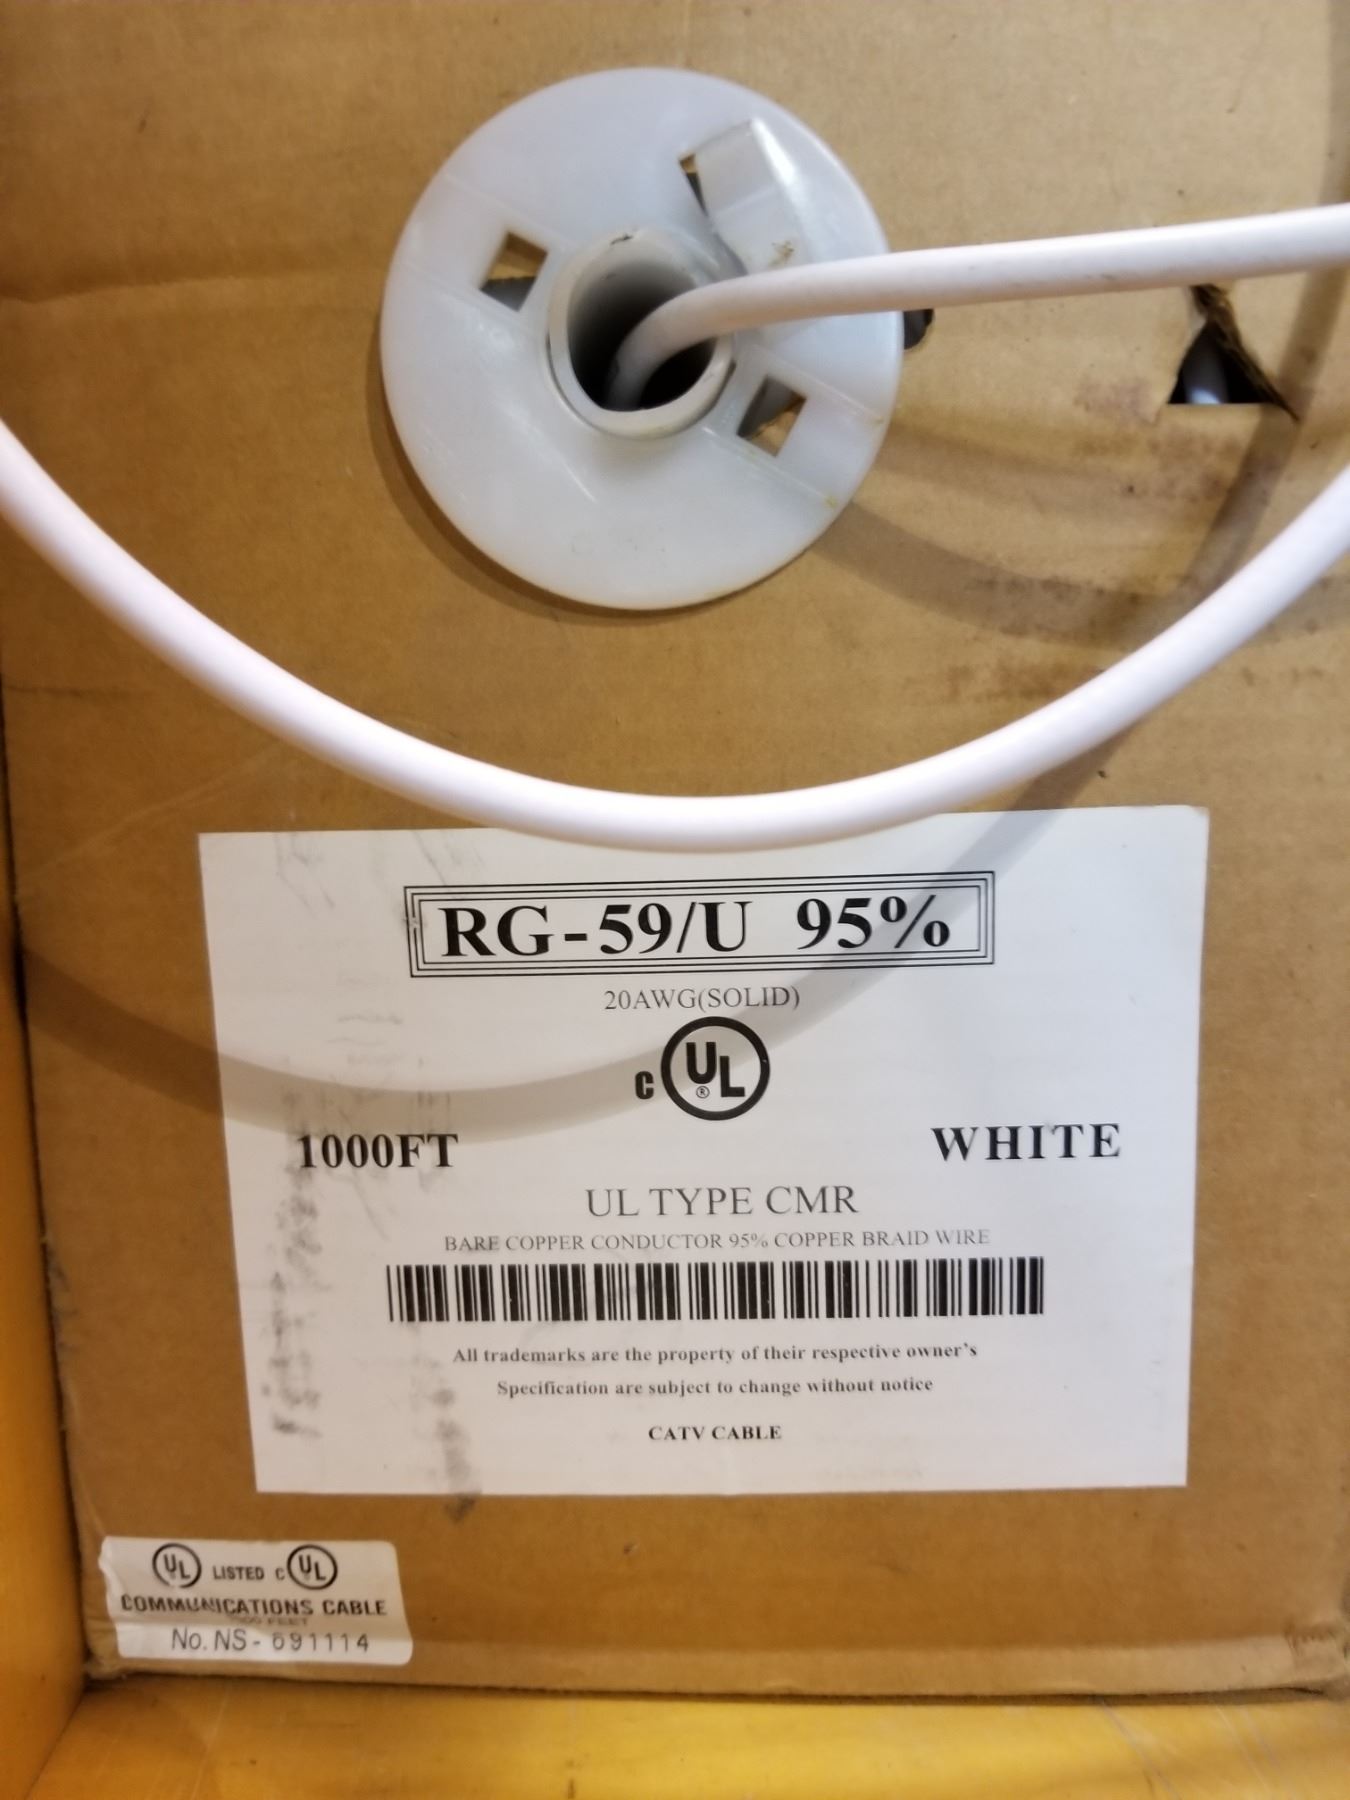 RG-59/U 95%
20AWG(SOLID)
C UL ®
1000FT WHITE
UL TYPE CMR
BARE COPPER CONDUCTOR 95% COPPER BRAID WIRE
All trademarks are the property of their respective owner's
Specification are subject to change without notice
CATV CABLE
UL LISTED C UL
COMMUNICATIONS CABLE
FEET
No. NS-691114